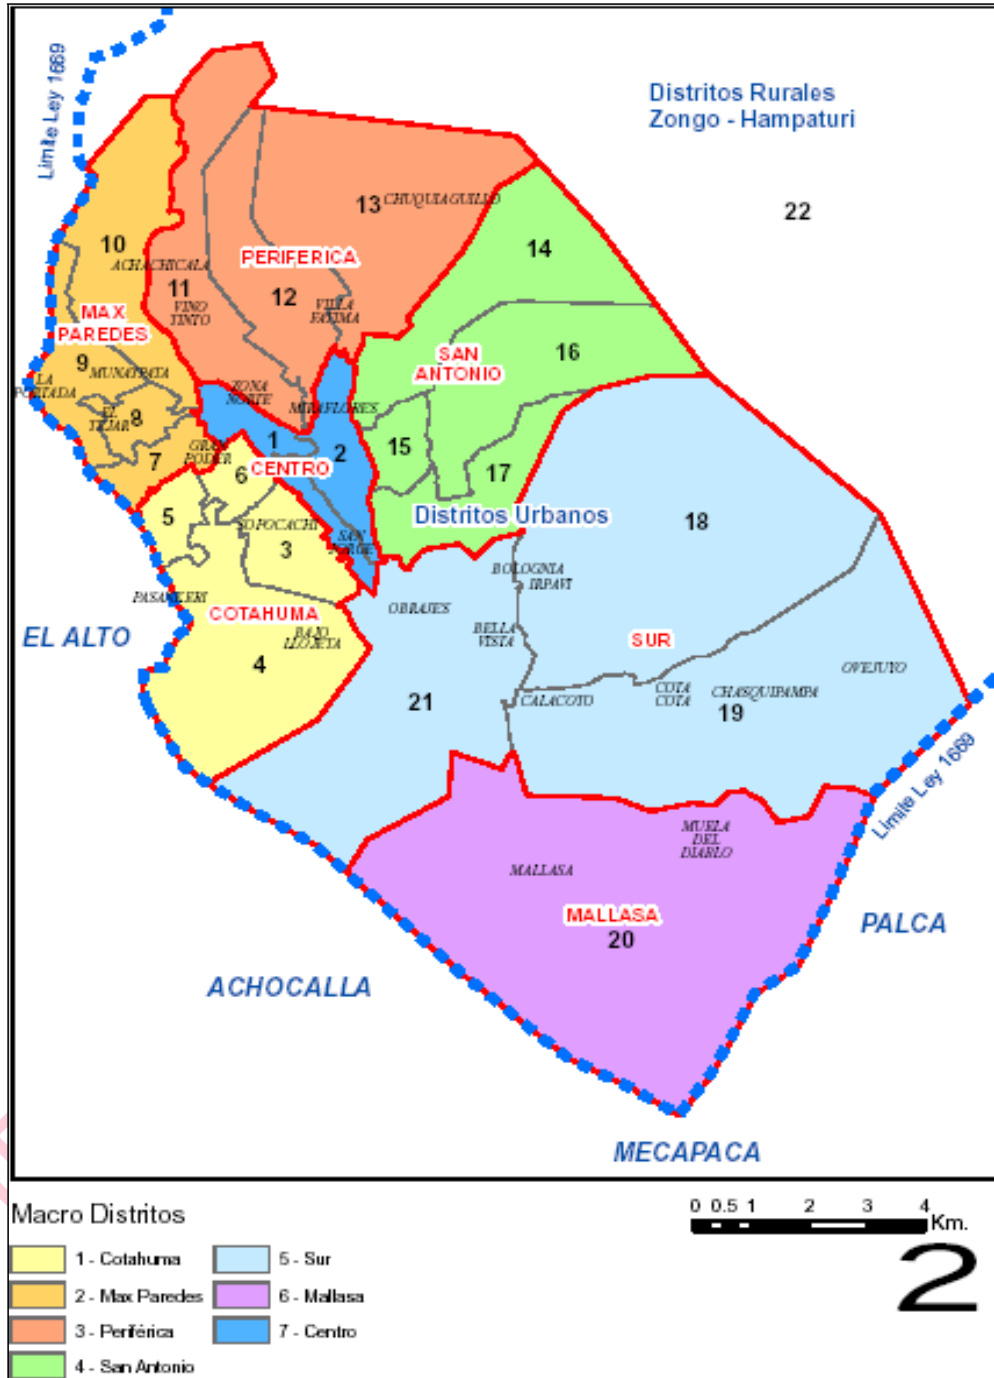 Límite Ley 1669
Distritos Rurales
Zongo - Hampaturi
22
13
CHUQUIAGUILLO
10
ACHACHICALA
PERIFERICA
14
11
12
VINO
TINTO
VILLA
FATIMA
MAX
PAREDES
SAN
ANTONIO
16
9
MUNAYPATA
LA
PORTADA
ZONA
NORTE
MIRAFLORES
EL
TEJAR
8
7
GRAN
PODER
1
2
15
CENTRO
6
17
5
SOPOCACHI
3
SAN
JORGE
Distritos Urbanos
18
BOLOGNIA
IRPAVI
PASANKERI
COTAHUMA
OBRAJES
BAJO
LLOJETA
BELLA
VISTA
SUR
EL ALTO
4
21
CALACOTO
COTA
COTA
CHASQUIPAMPA
19
OVEJUYO
Límite Ley 1669
MUELA
DEL
DIABLO
MALLASA
MALLASA
20
PALCA
ACHOCALLA
MECAPACA
Macro Distritos
0 0.5 1 2 3 4
Km.
1 - Cotahuma
2 - Max Paredes
3 - Periférica
4 - San Antonio
5 - Sur
6 - Mallasa
7 - Centro
2